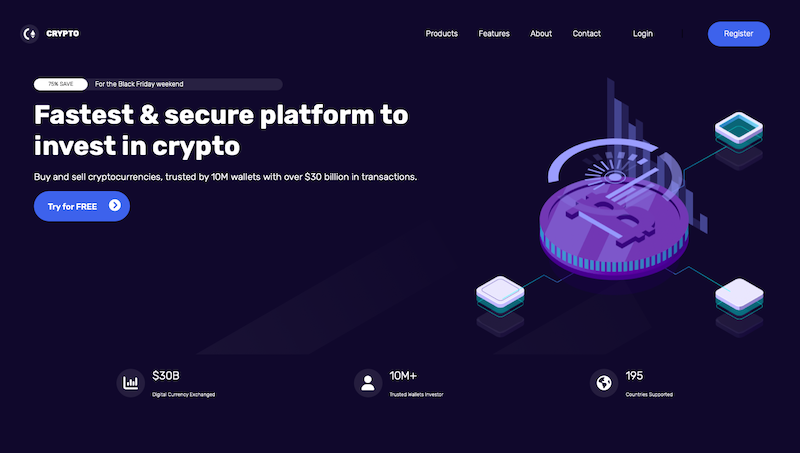 CRYPTO
Products Features About Contact Login Register
75% SAVE For the Black Friday weekend
Fastest & secure platform to
invest in crypto
Buy and sell cryptocurrencies, trusted by 10M wallets with over $30 billion in transactions.
Try for FREE
$30B
Digital Currency Exchanged
10M+
Trusted Wallets Investor
195
Countries Supported